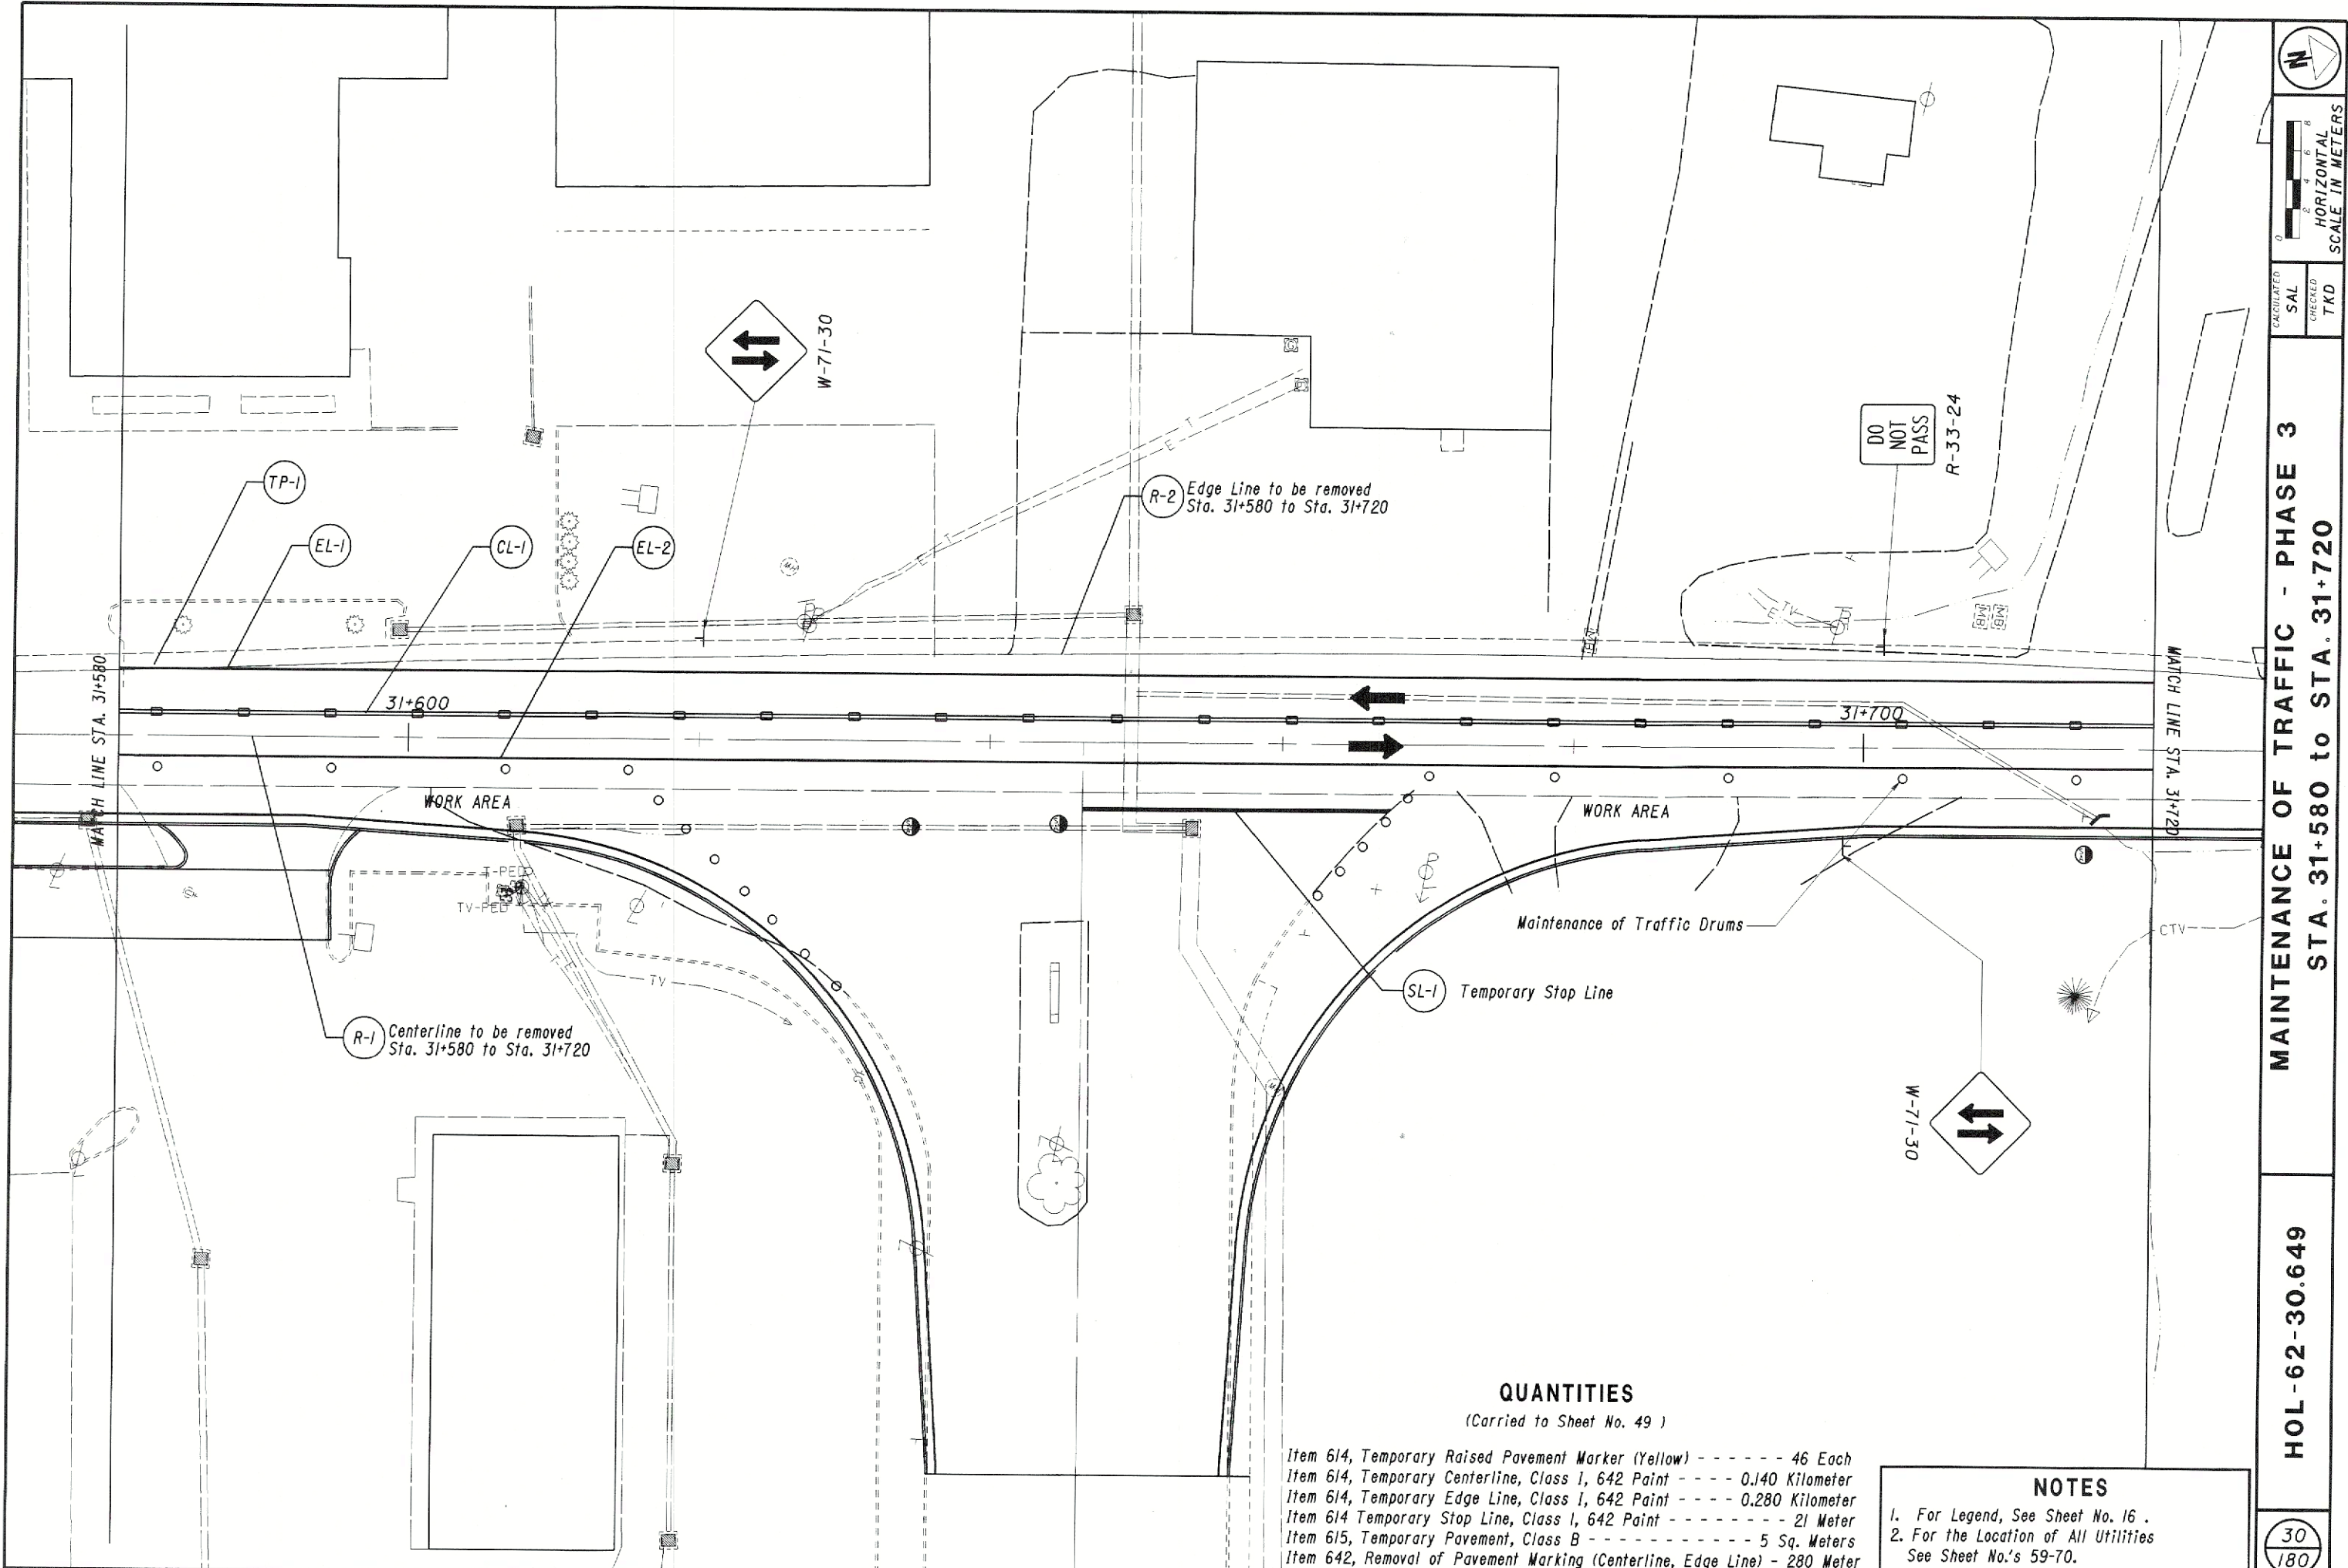 W-71-30
DO
NOT
PASS
R-33-24
TP-1
EL-1
CL-1
EL-2
R-2
Edge Line to be removed
Sta. 31+580 to Sta. 31+720
E
T
E
T
TV
E
MB
MB
MATCH LINE STA. 31+580
31+600
31+700
MATCH LINE STA. 31+720
WORK AREA
WORK AREA
T-PED
TV-PED
TV
T
E
Maintenance of Traffic Drums
CTV
SL-1
Temporary Stop Line
R-1
Centerline to be removed
Sta. 31+580 to Sta. 31+720
W-71-30
QUANTITIES
(Carried to Sheet No. 49 )
Item 614, Temporary Raised Pavement Marker (Yellow) - - - - - - 46 Each
Item 614, Temporary Centerline, Class I, 642 Paint - - - - 0.140 Kilometer
Item 614, Temporary Edge Line, Class I, 642 Paint - - - - 0.280 Kilometer
Item 614 Temporary Stop Line, Class I, 642 Paint - - - - - - - - 21 Meter
Item 615, Temporary Pavement, Class B - - - - - - - - - - - 5 Sq. Meters
Item 642, Removal of Pavement Marking (Centerline, Edge Line) - 280 Meter
NOTES
1. For Legend, See Sheet No. 16 .
2. For the Location of All Utilities
See Sheet No.'s 59-70.
N
0 2 4 6 8
HORIZONTAL
SCALE IN METERS
CALCULATED
SAL
CHECKED
TKD
MAINTENANCE OF TRAFFIC - PHASE 3
STA. 31+580 to STA. 31+720
HOL-62-30.649
30
180